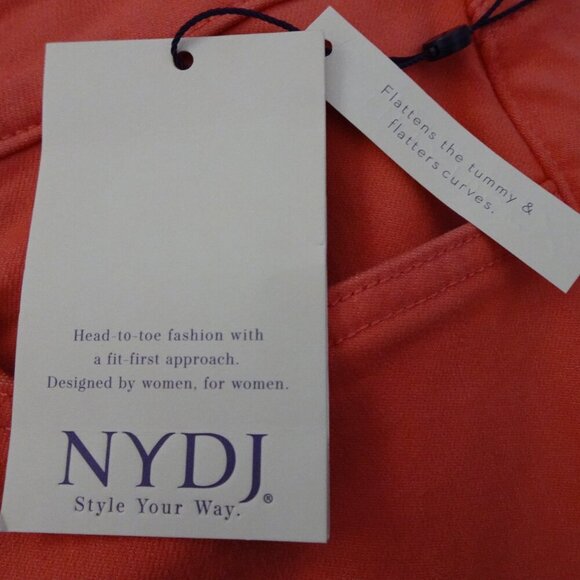 Flattens the tummy &
flatters curves.
Head-to-toe fashion with
a fit-first approach.
Designed by women, for women.
NYDJ®
Style Your Way.